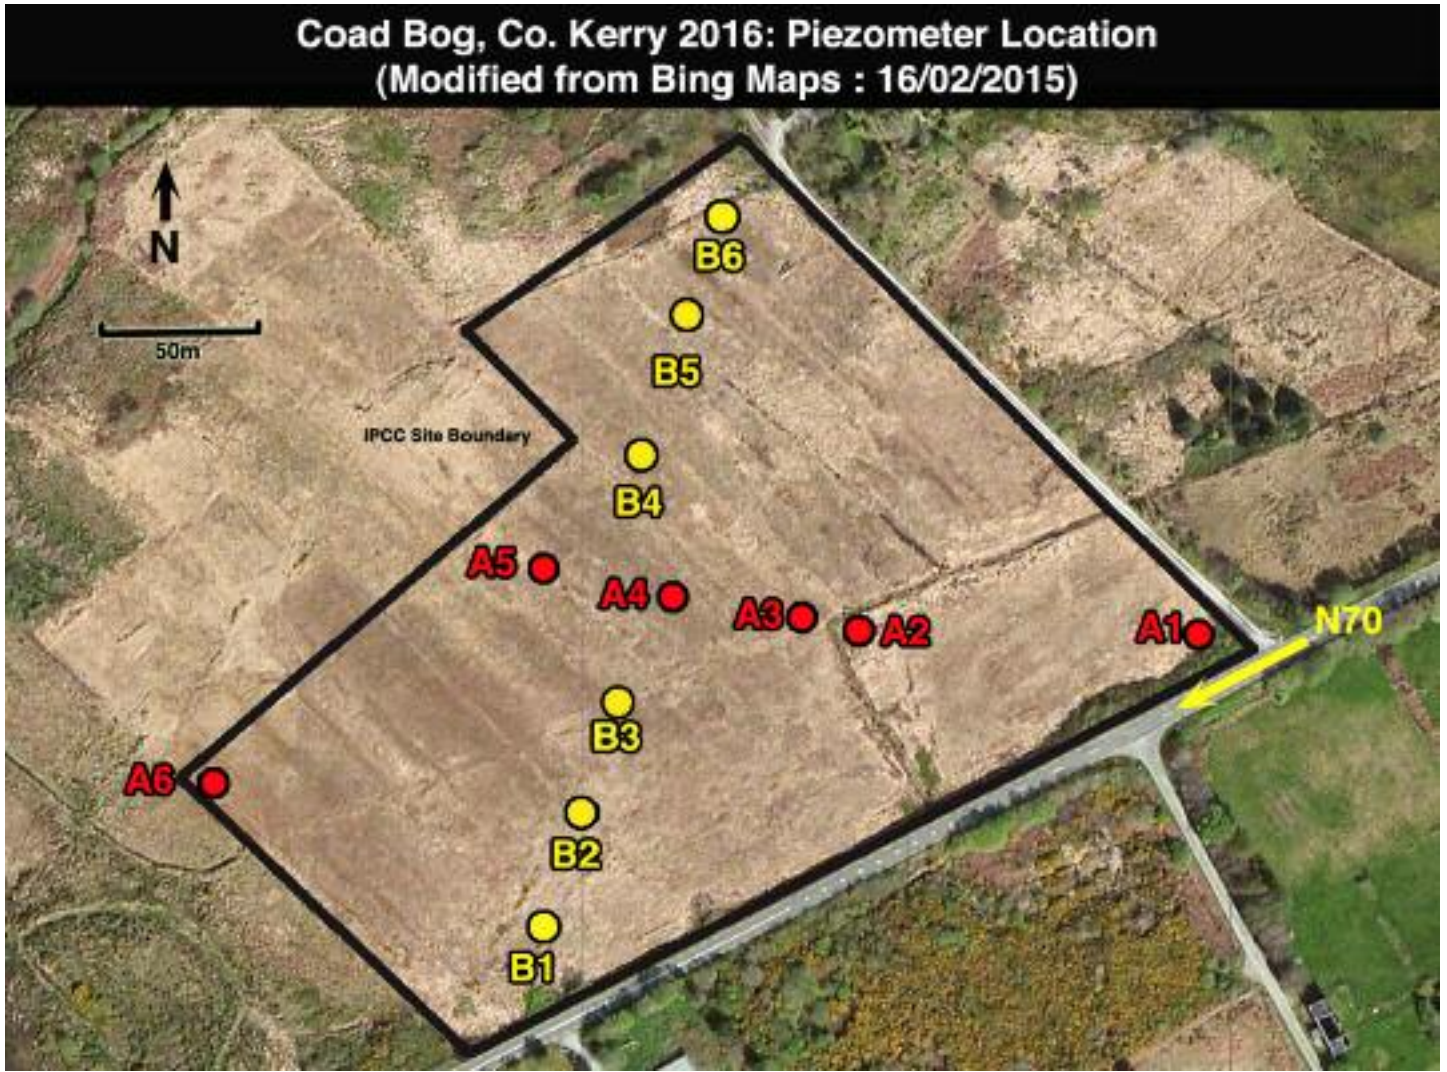 Coad Bog, Co. Kerry 2016: Piezometer Location
(Modified from Bing Maps : 16/02/2015)
N
50m
B6
B5
IPCC Site Boundary
B4
A5
A4
A3
A2
A1
N70
B3
A6
B2
B1